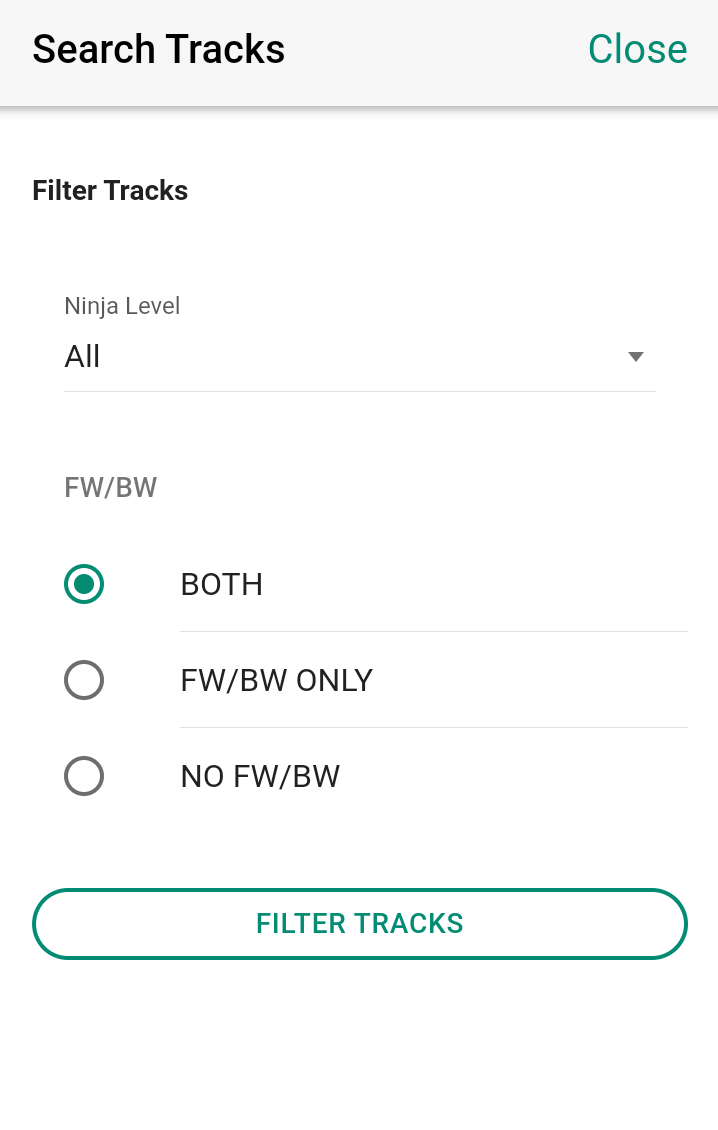 Search Tracks
Close
Filter Tracks
Ninja Level
All
FW/BW
BOTH
FW/BW ONLY
NO FW/BW
FILTER TRACKS